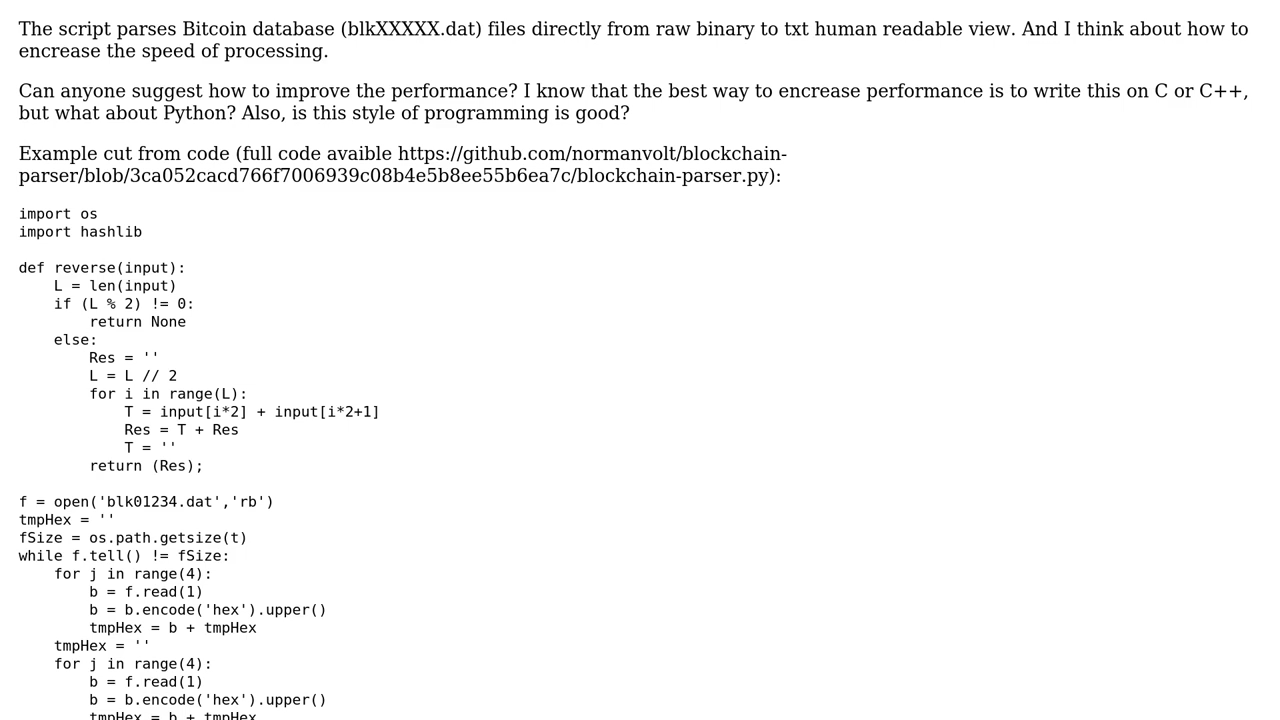 The script parses Bitcoin database (blkXXXXX.dat) files directly from raw binary to txt human readable view. And I think about how to
encrease the speed of processing.
Can anyone suggest how to improve the performance? I know that the best way to encrease performance is to write this on C or C++,
but what about Python? Also, is this style of programming is good?
Example cut from code (full code avaible https://github.com/normanvolt/blockchain-
parser/blob/3ca052cacd766f7006939c08b4e5b8ee55b6ea7c/blockchain-parser.py):
import os
import hashlib
def reverse(input):
    L = len(input)
    if (L % 2) != 0:
        return None
    else:
        Res = ''
        L = L // 2
        for i in range(L):
            T = input[i*2] + input[i*2+1]
            Res = T + Res
            T = ''
        return (Res);
f = open('blk01234.dat','rb')
tmpHex = ''
fSize = os.path.getsize(t)
while f.tell() != fSize:
    for j in range(4):
        b = f.read(1)
        b = b.encode('hex').upper()
        tmpHex = b + tmpHex
    tmpHex = ''
    for j in range(4):
        b = f.read(1)
        b = b.encode('hex').upper()
        tmpHex = b + tmpHex